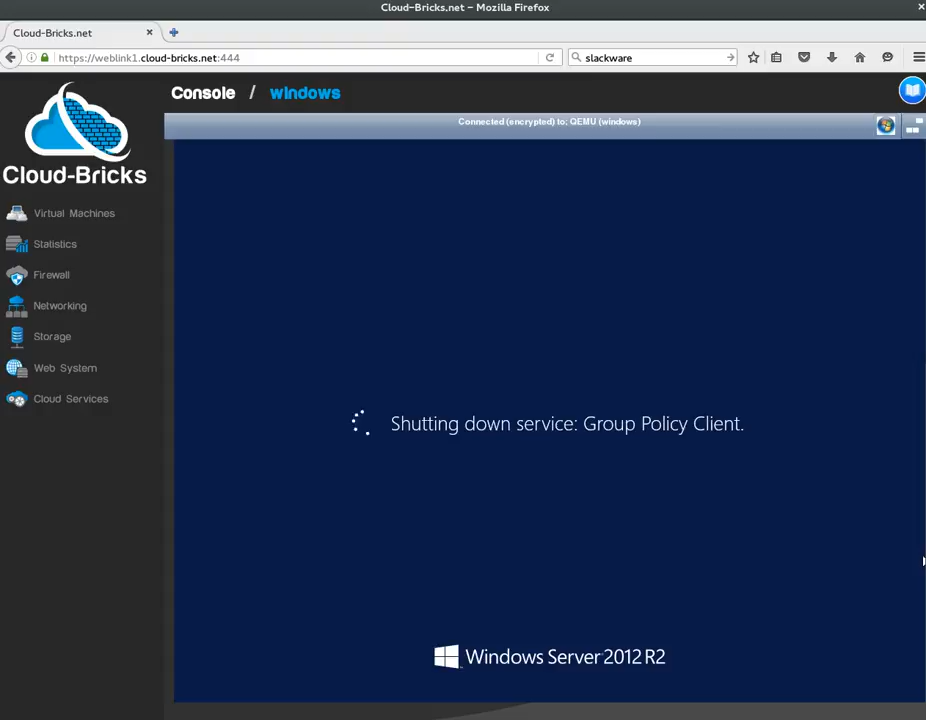 Cloud-Bricks.net – Mozilla Firefox
Cloud-Bricks.net
https://weblink1.cloud-bricks.net:444
slackware
Console / windows
Connected (encrypted) to: QEMU (windows)
Cloud-Bricks
Virtual Machines
Statistics
Firewall
Networking
Storage
Web System
Cloud Services
Shutting down service: Group Policy Client.
Windows Server 2012 R2